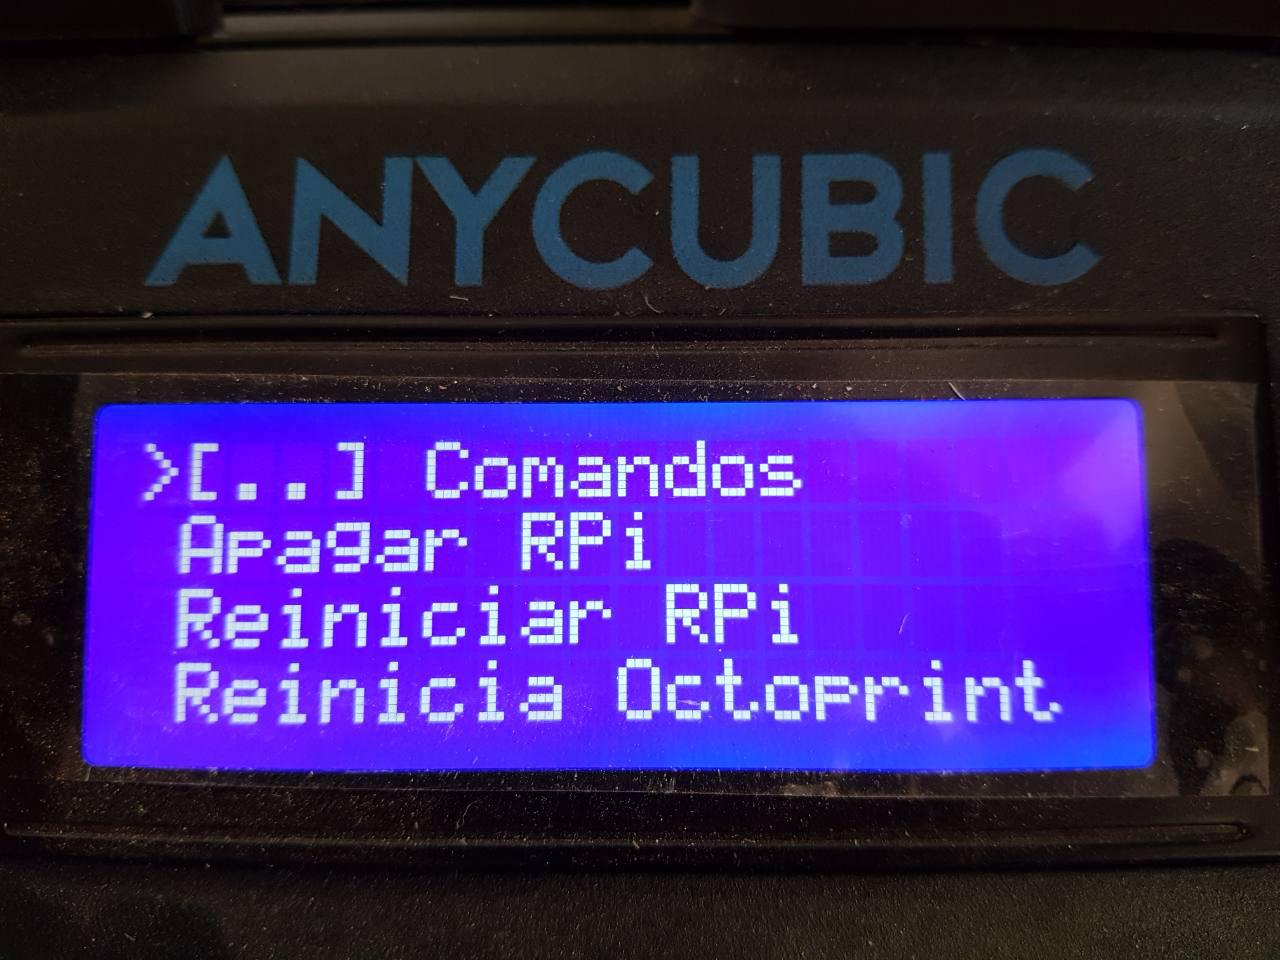 ANYCUBIC
>[..] Comandos
Apagar RPi
Reiniciar RPi
Reinicia Octoprint